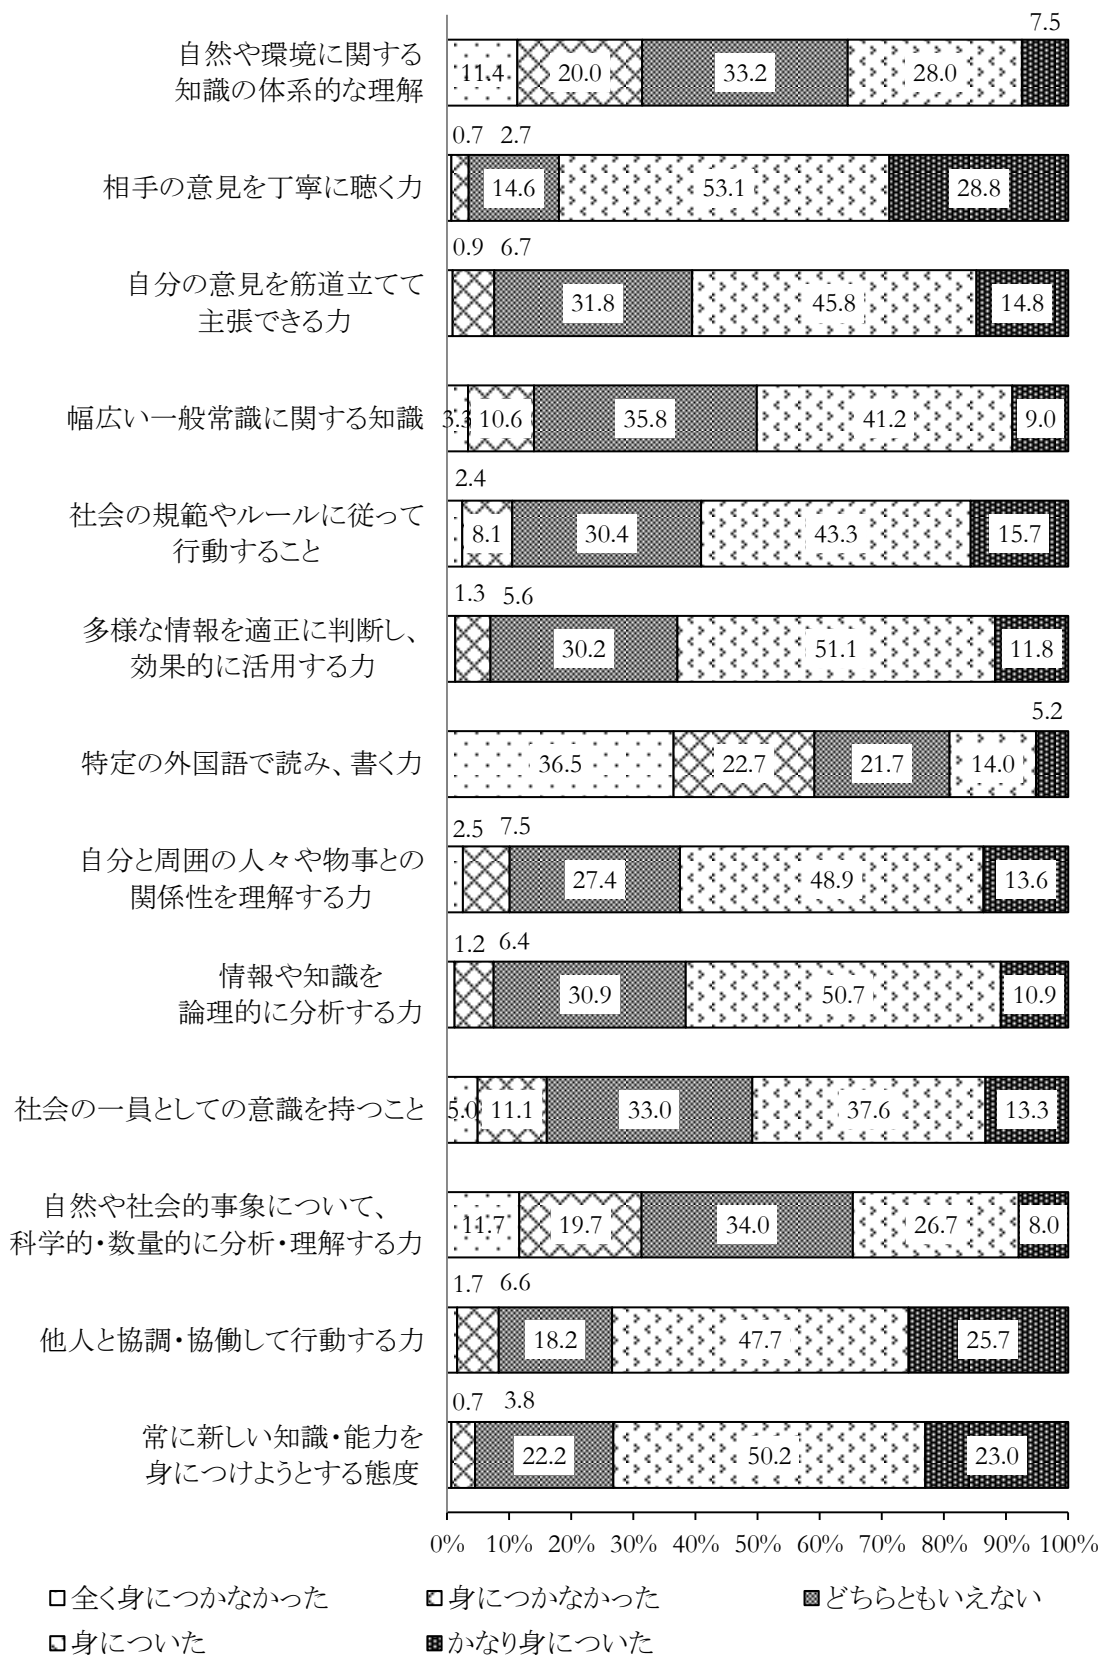 7.5
自然や環境に関する
知識の体系的な理解
11.4 20.0 33.2 28.0
0.7 2.7
相手の意見を丁寧に聴く力 14.6 53.1 28.8
0.9 6.7
自分の意見を筋道立てて
主張できる力
31.8 45.8 14.8
幅広い一般常識に関する知識 3.3 10.6 35.8 41.2 9.0
2.4
社会の規範やルールに従って
行動すること
8.1 30.4 43.3 15.7
1.3 5.6
多様な情報を適正に判断し、
効果的に活用する力
30.2 51.1 11.8
5.2
特定の外国語で読み、書く力 36.5 22.7 21.7 14.0
2.5 7.5
自分と周囲の人々や物事との
関係性を理解する力
27.4 48.9 13.6
1.2 6.4
情報や知識を
論理的に分析する力
30.9 50.7 10.9
社会の一員としての意識を持つこと 5.0 11.1 33.0 37.6 13.3
自然や社会的事象について、
科学的・数量的に分析・理解する力
11.7 19.7 34.0 26.7 8.0
1.7 6.6
他人と協調・協働して行動する力 18.2 47.7 25.7
0.7 3.8
常に新しい知識・能力を
身につけようとする態度
22.2 50.2 23.0
0% 10% 20% 30% 40% 50% 60% 70% 80% 90% 100%
全く身につかなかった 身につかなかった どちらともいえない
身についた かなり身についた